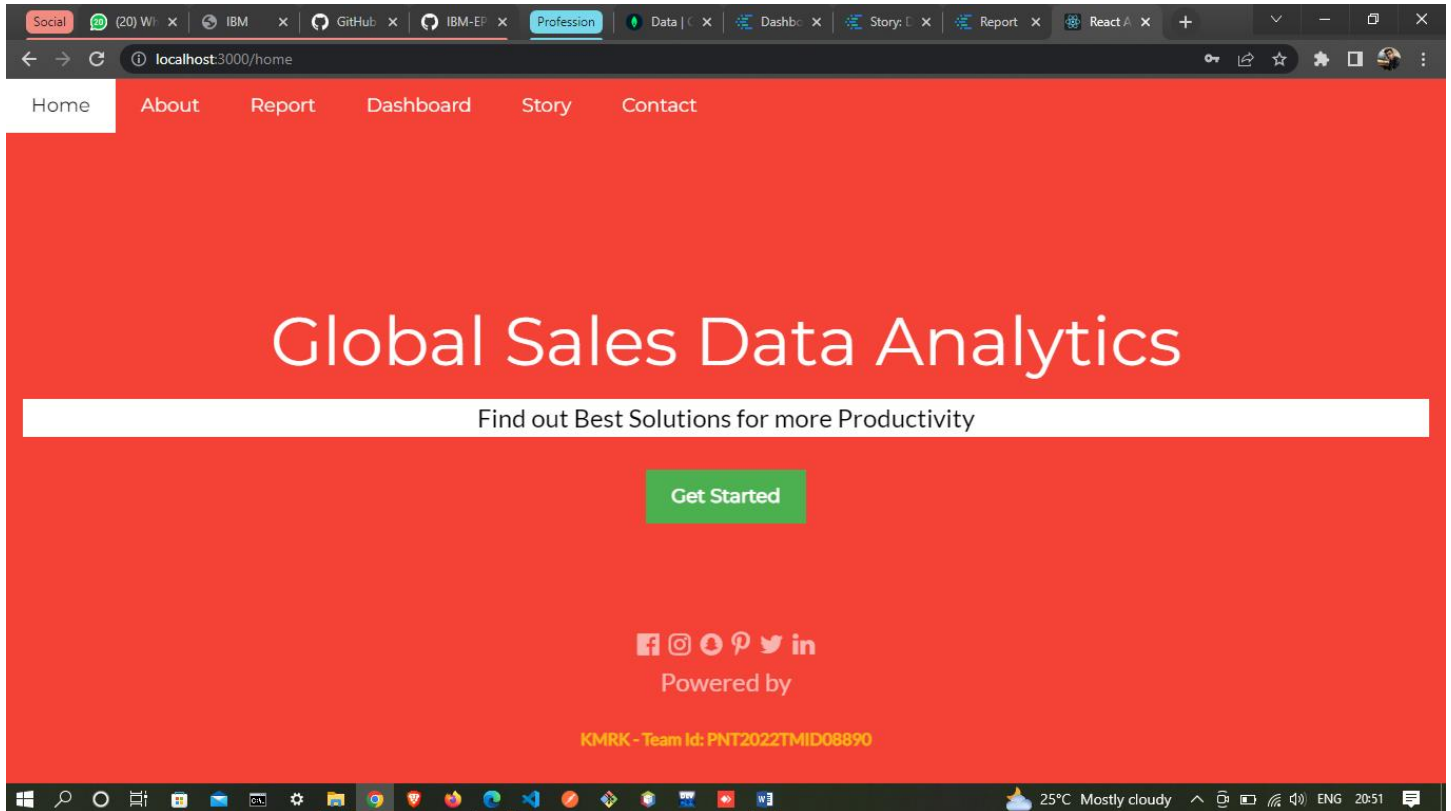 Social (20) Wh IBM GitHub IBM-EP Profession Data | C Dashbo Story: D Report React A
localhost:3000/home
Home About Report Dashboard Story Contact
Global Sales Data Analytics
Find out Best Solutions for more Productivity
Get Started
Powered by
KMRK - Team Id: PNT2022TMID08890
25°C Mostly cloudy ENG 20:51